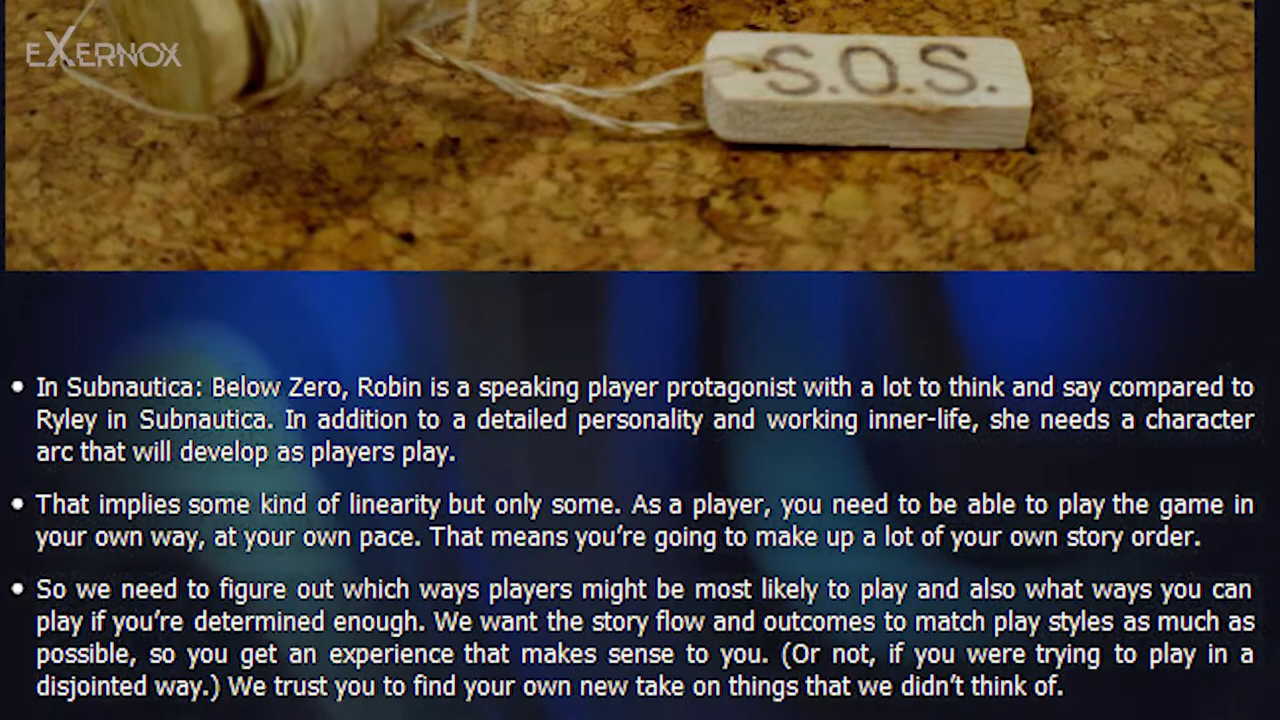 EXERNOX
S.O.S.
• In Subnautica: Below Zero, Robin is a speaking player protagonist with a lot to think and say compared to
Ryley in Subnautica. In addition to a detailed personality and working inner-life, she needs a character
arc that will develop as players play.
• That implies some kind of linearity but only some. As a player, you need to be able to play the game in
your own way, at your own pace. That means you’re going to make up a lot of your own story order.
• So we need to figure out which ways players might be most likely to play and also what ways you can
play if you’re determined enough. We want the story flow and outcomes to match play styles as much as
possible, so you get an experience that makes sense to you. (Or not, if you were trying to play in a
disjointed way.) We trust you to find your own new take on things that we didn’t think of.